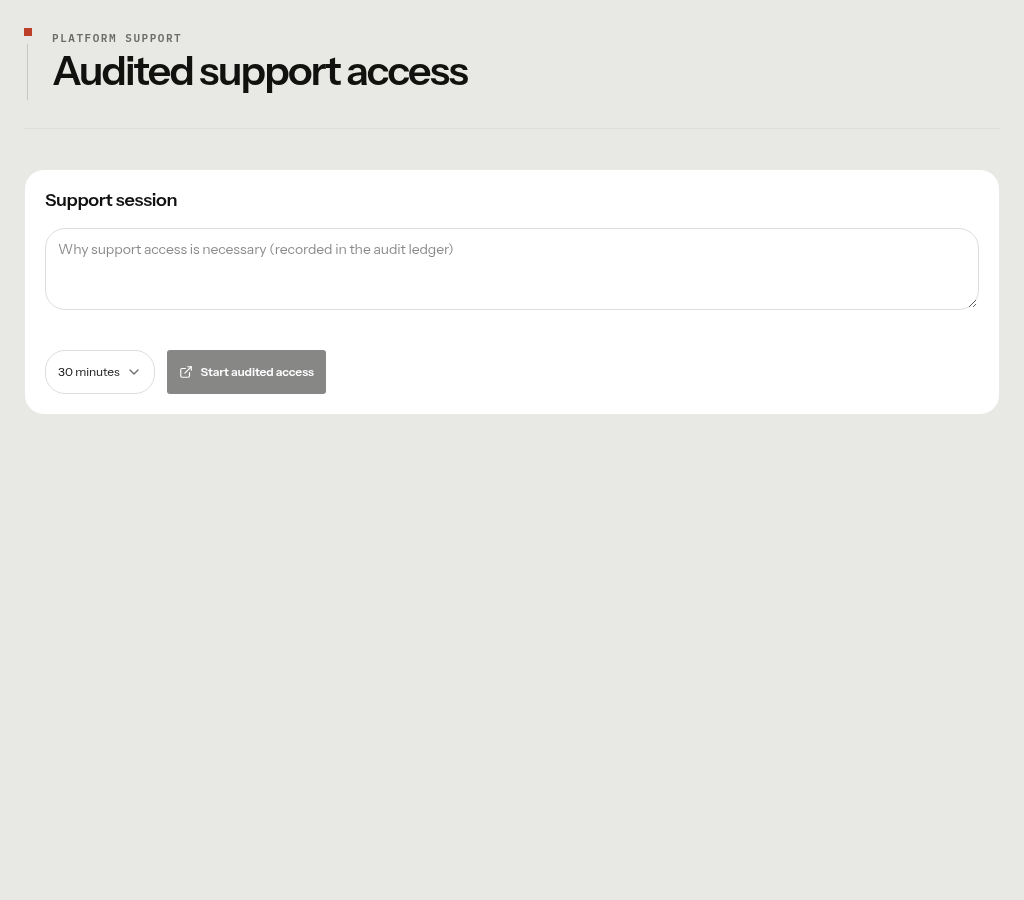 PLATFORM SUPPORT
Audited support access
Support session
Why support access is necessary (recorded in the audit ledger)
30 minutes
Start audited access